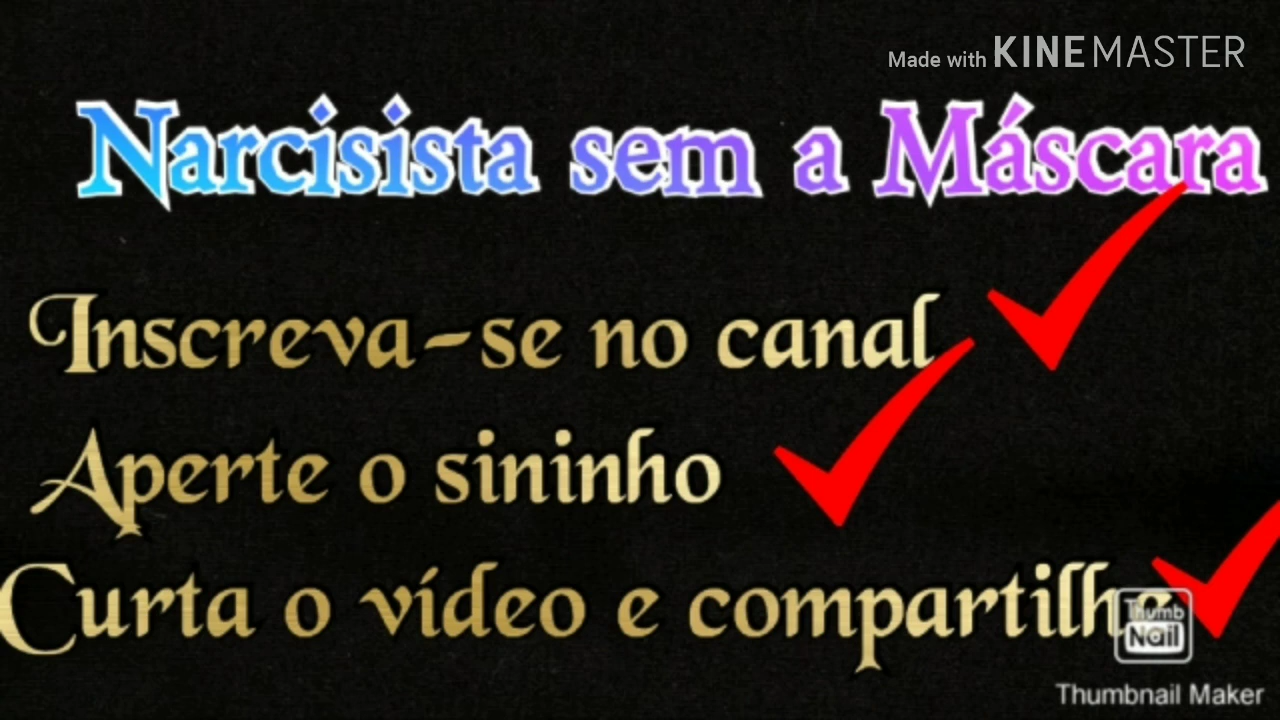 Made with KINEMASTER
Narcisista sem a Máscara
Inscreva-se no canal
Aperte o sininho
Curta o vídeo e compartilhe
Thumb
Nail
Thumbnail Maker